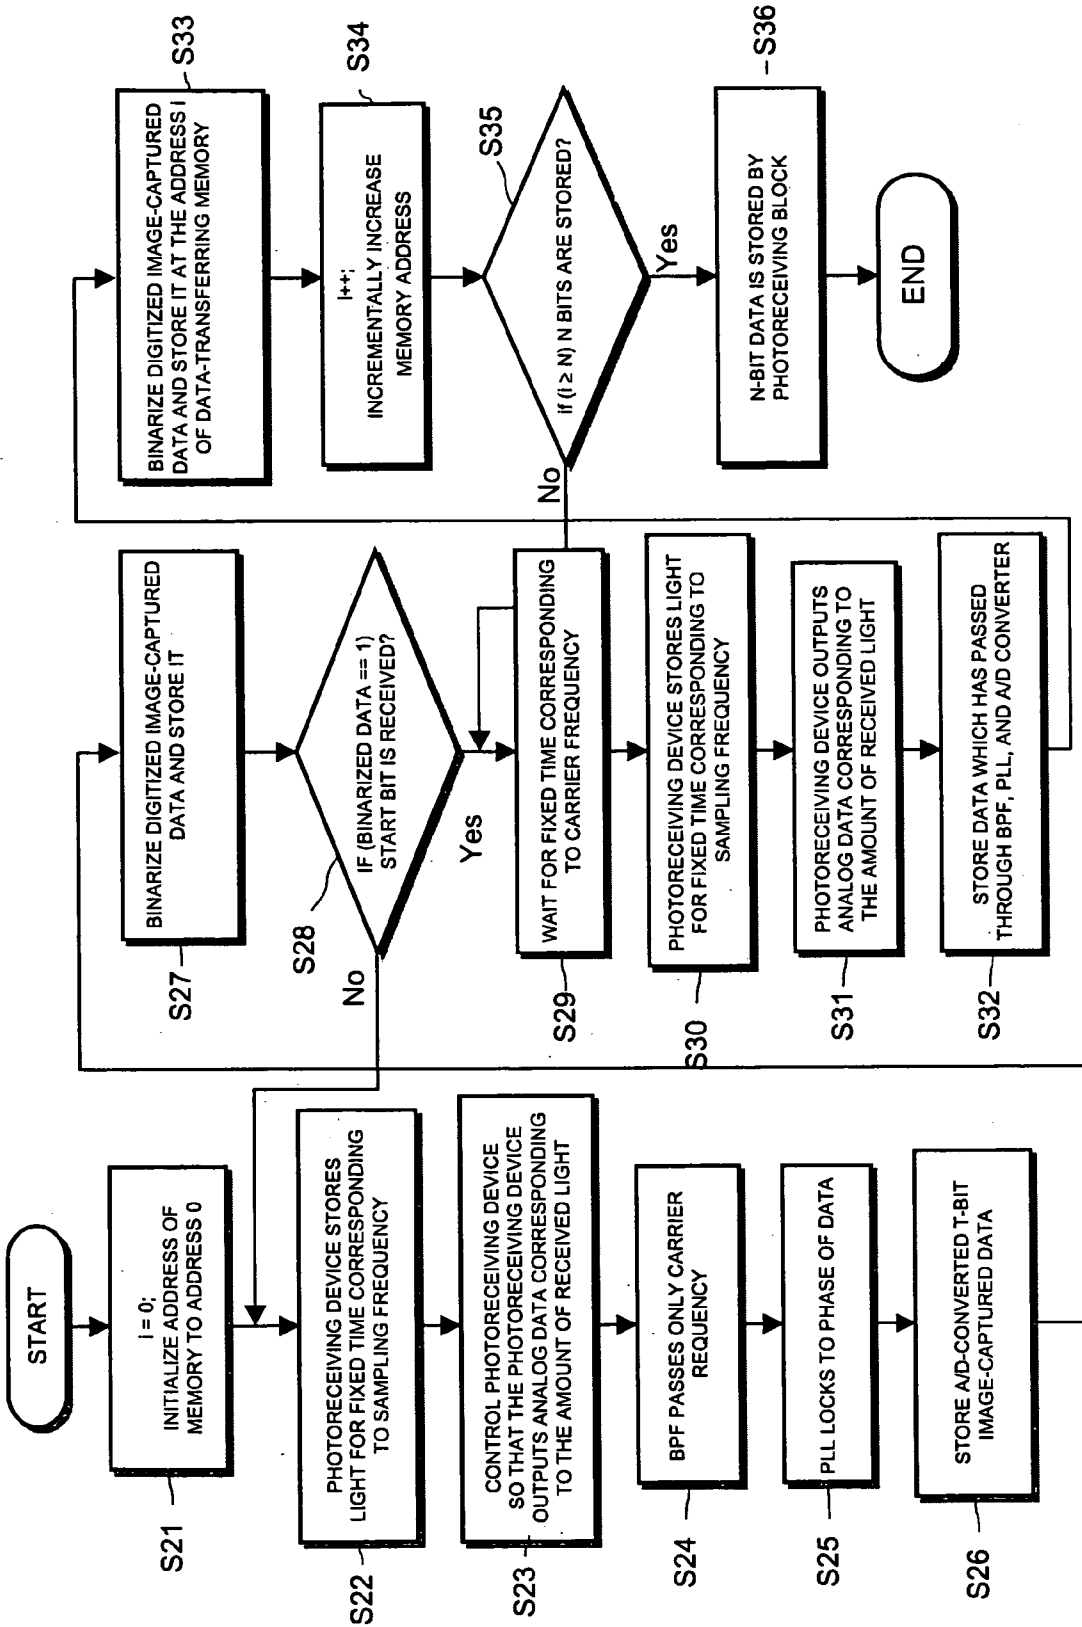 START
i = 0;
INITIALIZE ADDRESS OF
MEMORY TO ADDRESS 0
S21
PHOTORECEIVING DEVICE STORES
LIGHT FOR FIXED TIME CORRESPONDING
TO SAMPLING FREQUENCY
S22
CONTROL PHOTORECEIVING DEVICE
SO THAT THE PHOTORECEIVING DEVICE
OUTPUTS ANALOG DATA CORRESPONDING
TO THE AMOUNT OF RECEIVED LIGHT
S23
BPF PASSES ONLY CARRIER
REQUENCY
S24
PLL LOCKS TO PHASE OF DATA
S25
STORE A/D-CONVERTED T-BIT
IMAGE-CAPTURED DATA
S26
BINARIZE DIGITIZED IMAGE-CAPTURED
DATA AND STORE IT
S27
IF (BINARIZED DATA == 1)
START BIT IS RECEIVED?
S28
No
Yes
WAIT FOR FIXED TIME CORRESPONDING
TO CARRIER FREQUENCY
S29
PHOTORECEIVING DEVICE STORES LIGHT
FOR FIXED TIME CORRESPONDING TO
SAMPLING FREQUENCY
S30
PHOTORECEIVING DEVICE OUTPUTS
ANALOG DATA CORRESPONDING TO
THE AMOUNT OF RECEIVED LIGHT
S31
STORE DATA WHICH HAS PASSED
THROUGH BPF, PLL, AND A/D CONVERTER
S32
BINARIZE DIGITIZED IMAGE-CAPTURED
DATA AND STORE IT AT THE ADDRESS I
OF DATA-TRANSFERRING MEMORY
S33
I++;
INCREMENTALLY INCREASE
MEMORY ADDRESS
S34
if (i ≥ N) N BITS ARE STORED?
S35
No
Yes
N-BIT DATA IS STORED BY
PHOTORECEIVING BLOCK
S36
END